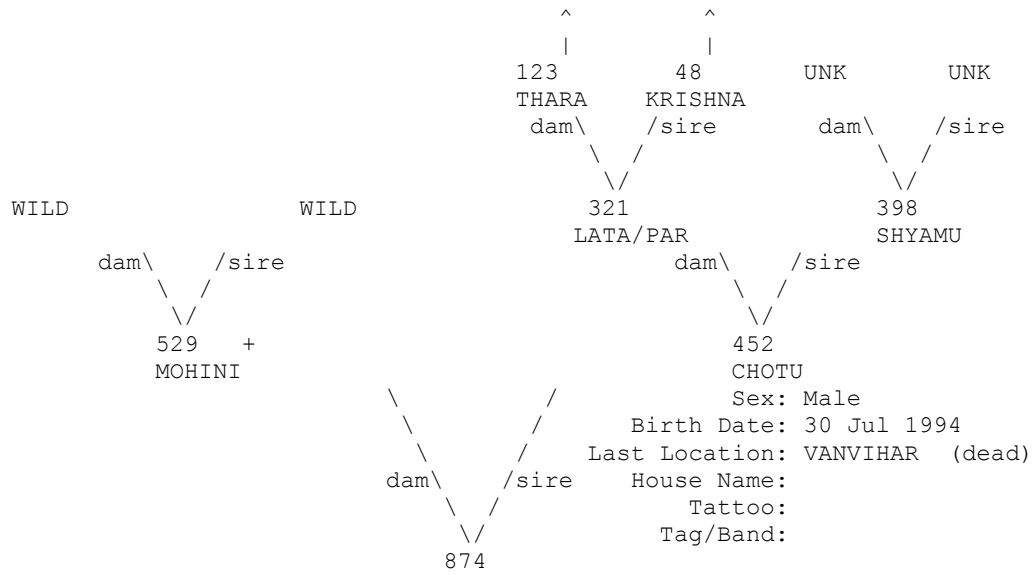 ^ ^
| |
123 48 UNK UNK
THARA KRISHNA
dam\ /sire dam\ /sire
\ / \ /
\/ \/
WILD WILD 321 398
LATA/PAR SHYAMU
dam\ /sire dam\ /sire
\ / \ /
\/ \/
529 + 452
MOHINI CHOTU
\ / Sex: Male
\ / Birth Date: 30 Jul 1994
\ / Last Location: VANVIHAR (dead)
dam\ /sire House Name:
\ / Tattoo:
\/ Tag/Band:
874